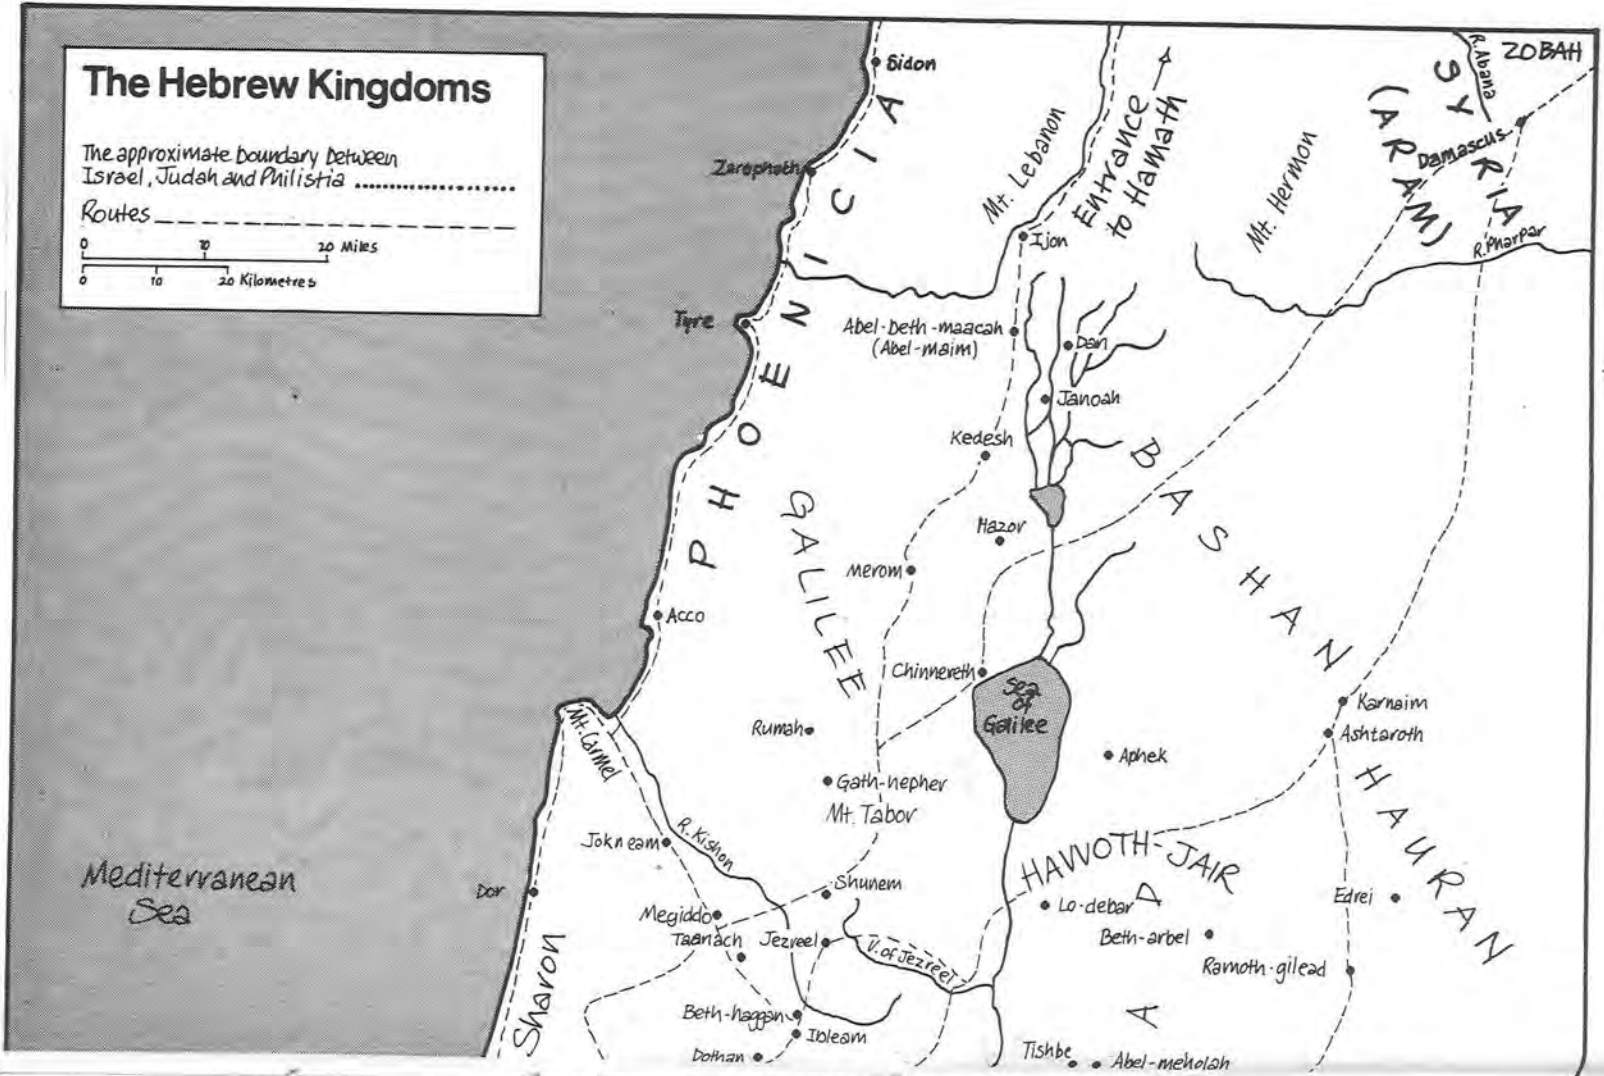 The Hebrew Kingdoms
The approximate boundary between
Israel, Judah and Philistia
Routes
0 10 20 Miles
0 10 20 Kilometres
Sidon
Zarephath
Tyre
PHOENICIA
Mt. Lebanon
Entrance
to Hamath
Mt. Hermon
SYRIA
(ARAM)
R. Abana
ZOBAH
Damascus
R. Pharpar
Ijon
Abel-beth-maacah
(Abel-maim)
Dan
Janoah
Kedesh
BASHAN
GALILEE
Hazor
Merom
Acco
Chinnereth
Sea
of
Galilee
Karnaim
Ashtaroth
Rumah
Aphek
Mt. Carmel
Gath-hepher
Mt. Tabor
HAURAN
Jokneam
R. Kishon
HAVVOTH-JAIR
Mediterranean
Sea
Dor
Shunem
Lo-debar
D
Edrei
Megiddo
Taanach
Jezreel
V. of Jezreel
Beth-arbel
Ramoth-gilead
Sharon
Beth-haggan
Ibleam
A
Dothan
Tishbe
Abel-meholah